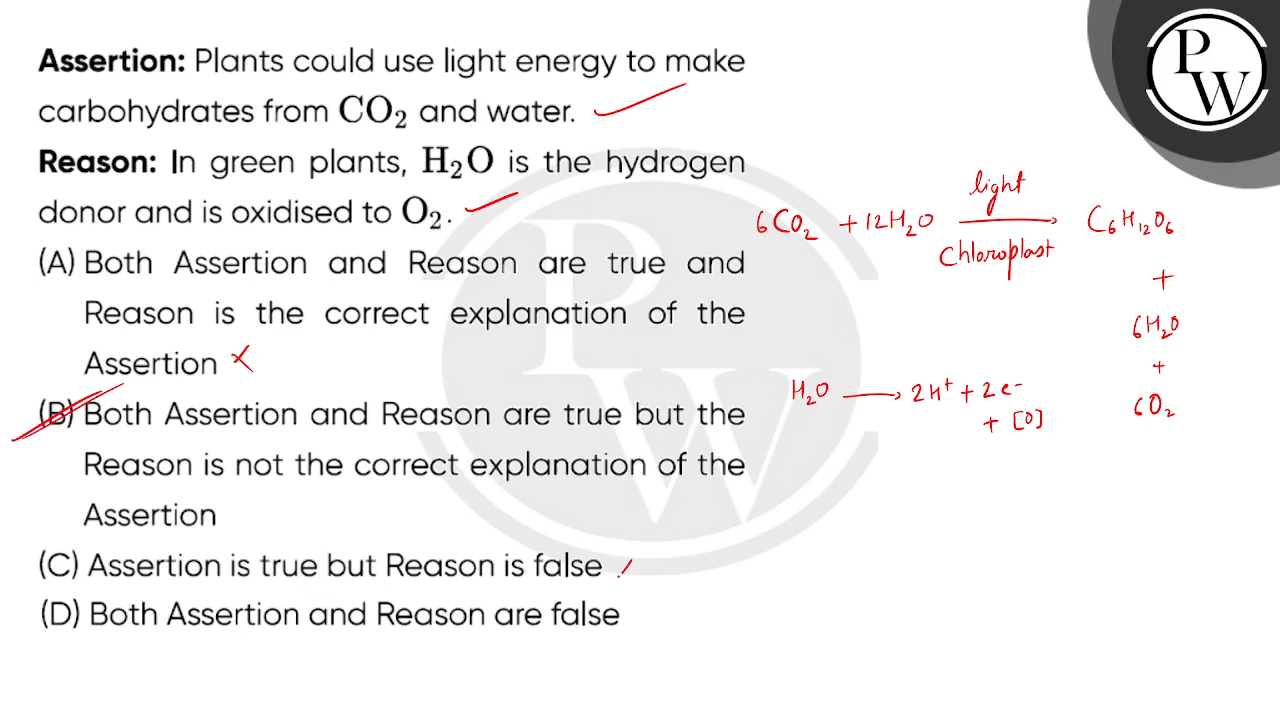 Assertion: Plants could use light energy to make
carbohydrates from CO₂ and water.
Reason: In green plants, H₂O is the hydrogen
donor and is oxidised to O₂.
(A) Both Assertion and Reason are true and
Reason is the correct explanation of the
Assertion
(B) Both Assertion and Reason are true but the
Reason is not the correct explanation of the
Assertion
(C) Assertion is true but Reason is false
(D) Both Assertion and Reason are false
light
6CO₂ + 12H₂O → C₆H₁₂O₆
Chloroplast
+
6H₂O
+
6O₂
H₂O → 2H⁺ + 2e⁻
+ [O]
P
W
P
W